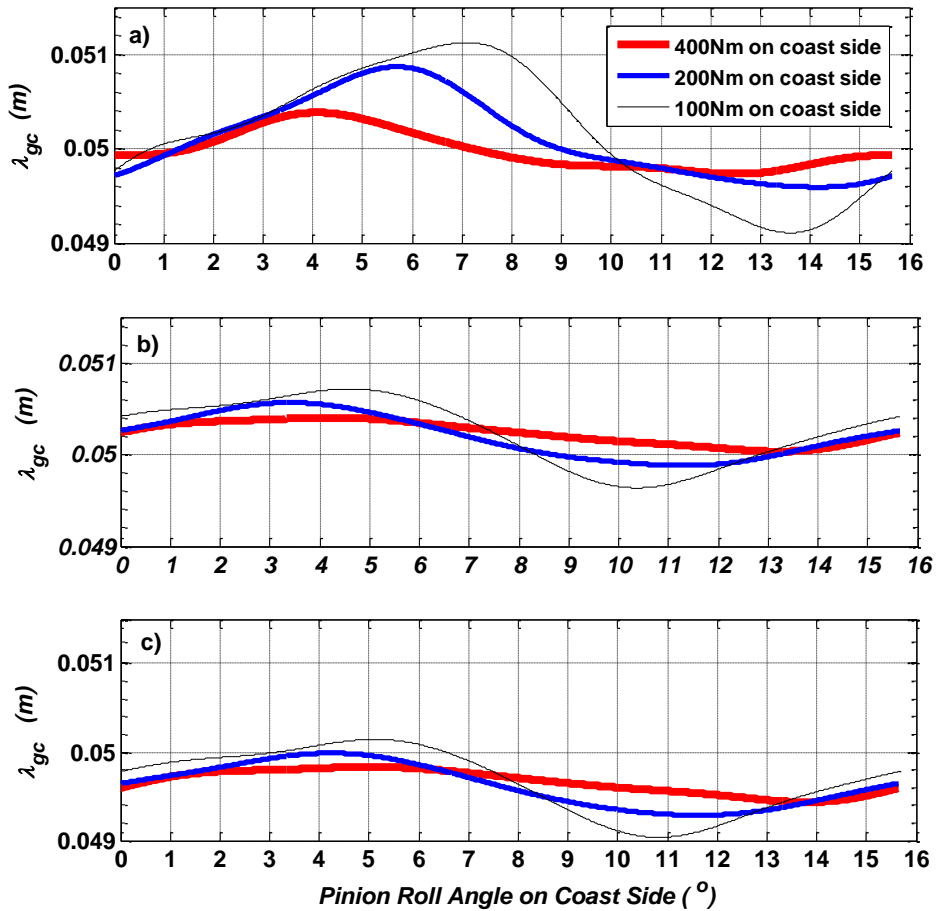 a)
0.051
0.05
0.049
λgc (m)
400Nm on coast side
200Nm on coast side
100Nm on coast side
0 1 2 3 4 5 6 7 8 9 10 11 12 13 14 15 16
b)
0.051
0.05
0.049
λgc (m)
0 1 2 3 4 5 6 7 8 9 10 11 12 13 14 15 16
c)
0.051
0.05
0.049
λgc (m)
0 1 2 3 4 5 6 7 8 9 10 11 12 13 14 15 16
Pinion Roll Angle on Coast Side ( o)